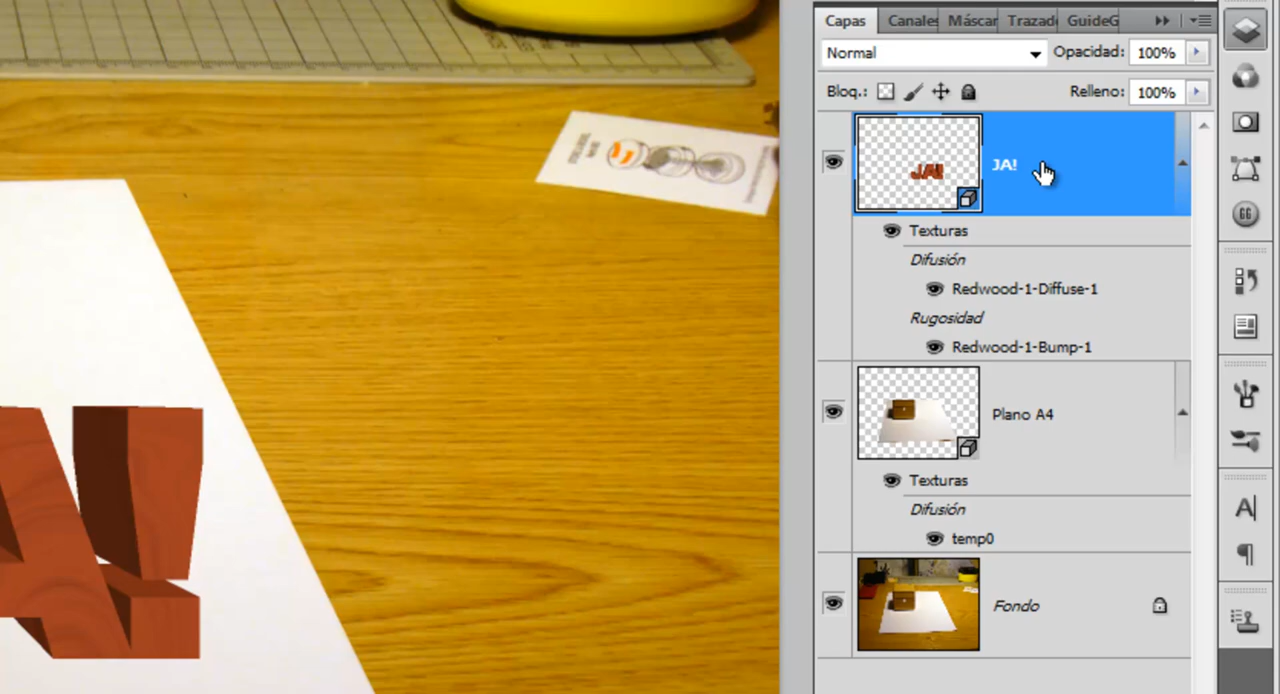 Capas
Canales
Máscar
Trazad
GuideG
Normal
Opacidad: 100%
Bloq.:
Relleno: 100%
JA!
Texturas
Difusión
Redwood-1-Diffuse-1
Rugosidad
Redwood-1-Bump-1
Plano A4
Texturas
Difusión
temp0
Fondo